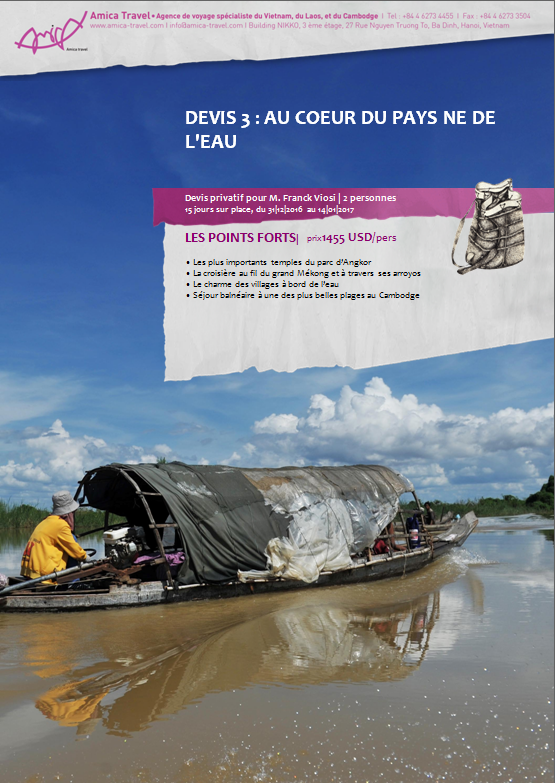 Amica Travel • Agence de voyage spécialiste du Vietnam, du Laos, et du Cambodge | Tel : +84 4 6273 4455 | Fax : +84 4 6273 3504
www.amica-travel.com | info@amica-travel.com | Building NIKKO, 3 ème étage, 27 Rue Nguyen Truong To, Ba Dinh, Hanoi, Vietnam
Amica travel
DEVIS 3 : AU COEUR DU PAYS NE DE
L'EAU
Devis privatif pour M. Franck Viosi | 2 personnes
15 jours sur place, du 31|12|2016 au 14|01|2017
LES POINTS FORTS| prix1455 USD/pers
• Les plus importants temples du parc d'Angkor
• La croisière au fil du grand Mékong et à travers ses arroyos
• Le charme des villages à bord de l'eau
• Séjour balnéaire à une des plus belles plages au Cambodge